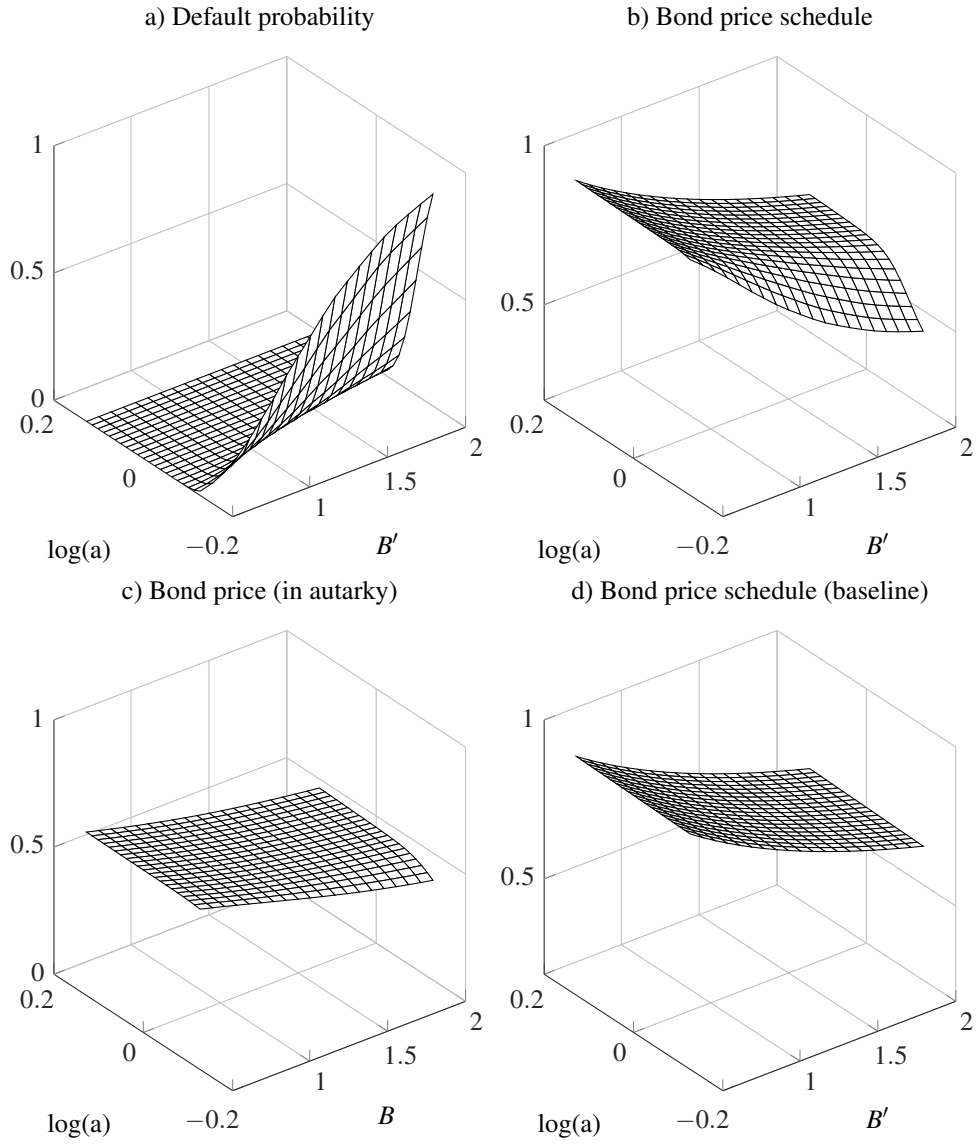 a) Default probability
b) Bond price schedule
1
0.5
0
0.2
0
−0.2
1
1.5
2
log(a)
B′
1
0.5
0.2
0
−0.2
1
1.5
2
log(a)
B′
c) Bond price (in autarky)
d) Bond price schedule (baseline)
1
0.5
0
0.2
0
−0.2
1
1.5
2
log(a)
B
1
0.5
0.2
0
−0.2
1
1.5
2
log(a)
B′